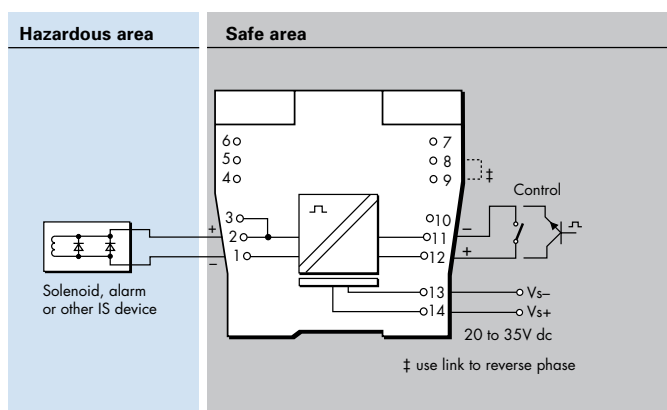 Hazardous area
Safe area
6
5
4
3
2
1
+
–
7
8
9
10
11
12
13
14
‡
Control
–
+
Vs–
Vs+
20 to 35V dc
‡ use link to reverse phase
Solenoid, alarm
or other IS device